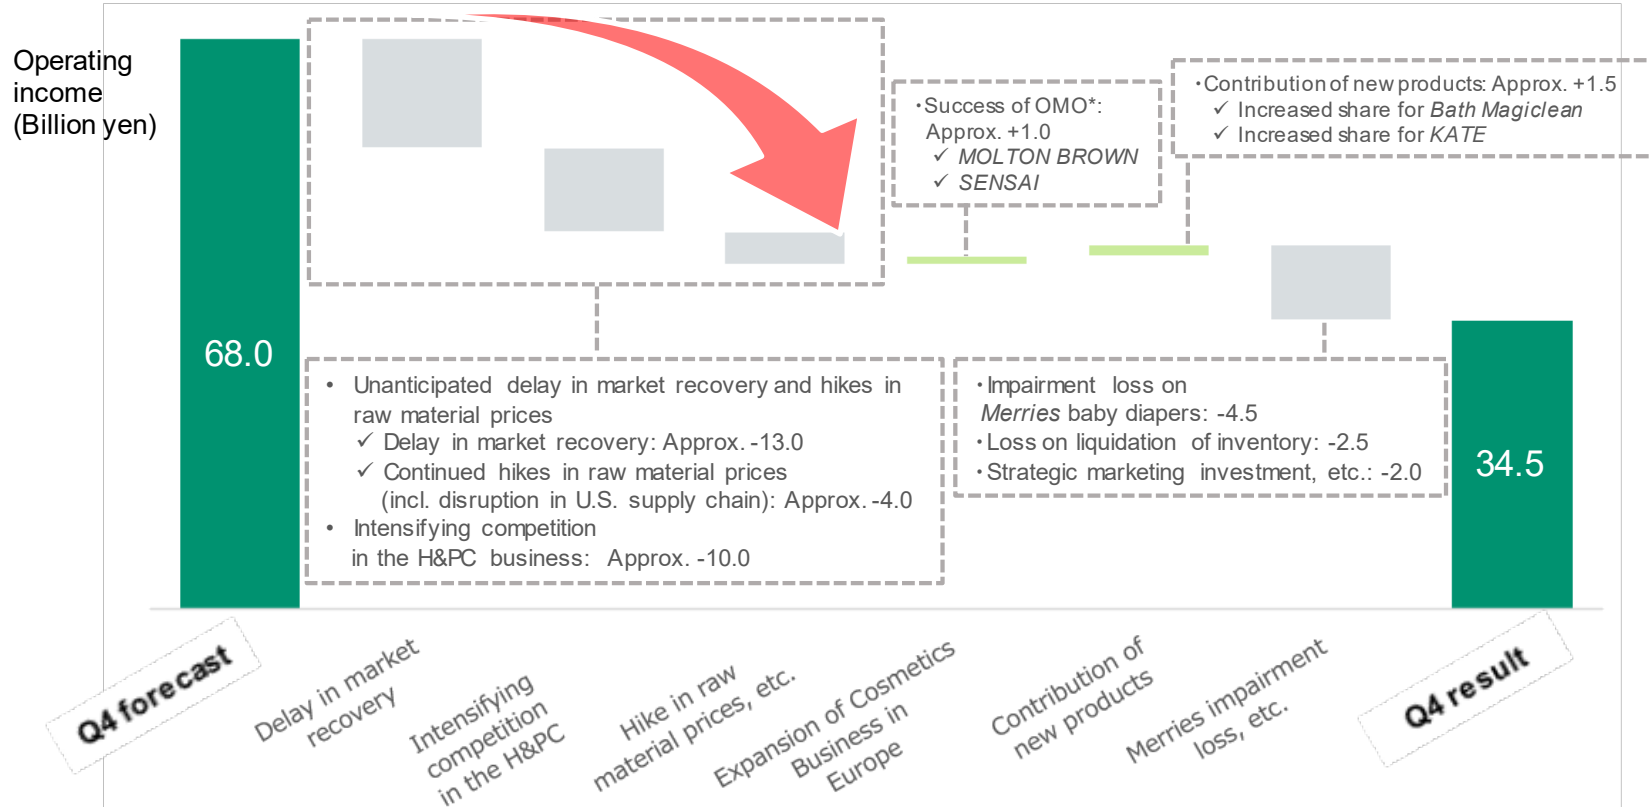 Operating
income
(Billion yen)
·Success of OMO*:
Approx. +1.0
✓ MOLTON BROWN
✓ SENSAI
·Contribution of new products: Approx. +1.5
✓ Increased share for Bath Magiclean
✓ Increased share for KATE
68.0
• Unanticipated delay in market recovery and hikes in
raw material prices
✓ Delay in market recovery: Approx. -13.0
✓ Continued hikes in raw material prices
(incl. disruption in U.S. supply chain): Approx. -4.0
• Intensifying competition
in the H&PC business: Approx. -10.0
·Impairment loss on
Merries baby diapers: -4.5
·Loss on liquidation of inventory: -2.5
·Strategic marketing investment, etc.: -2.0
34.5
Q4 forecast
Delay in market
recovery
Intensifying
competition
in the H&PC
Hike in raw
material prices, etc.
Expansion of Cosmetics
Business in
Europe
Contribution of
new products
Merries impairment
loss, etc.
Q4 result